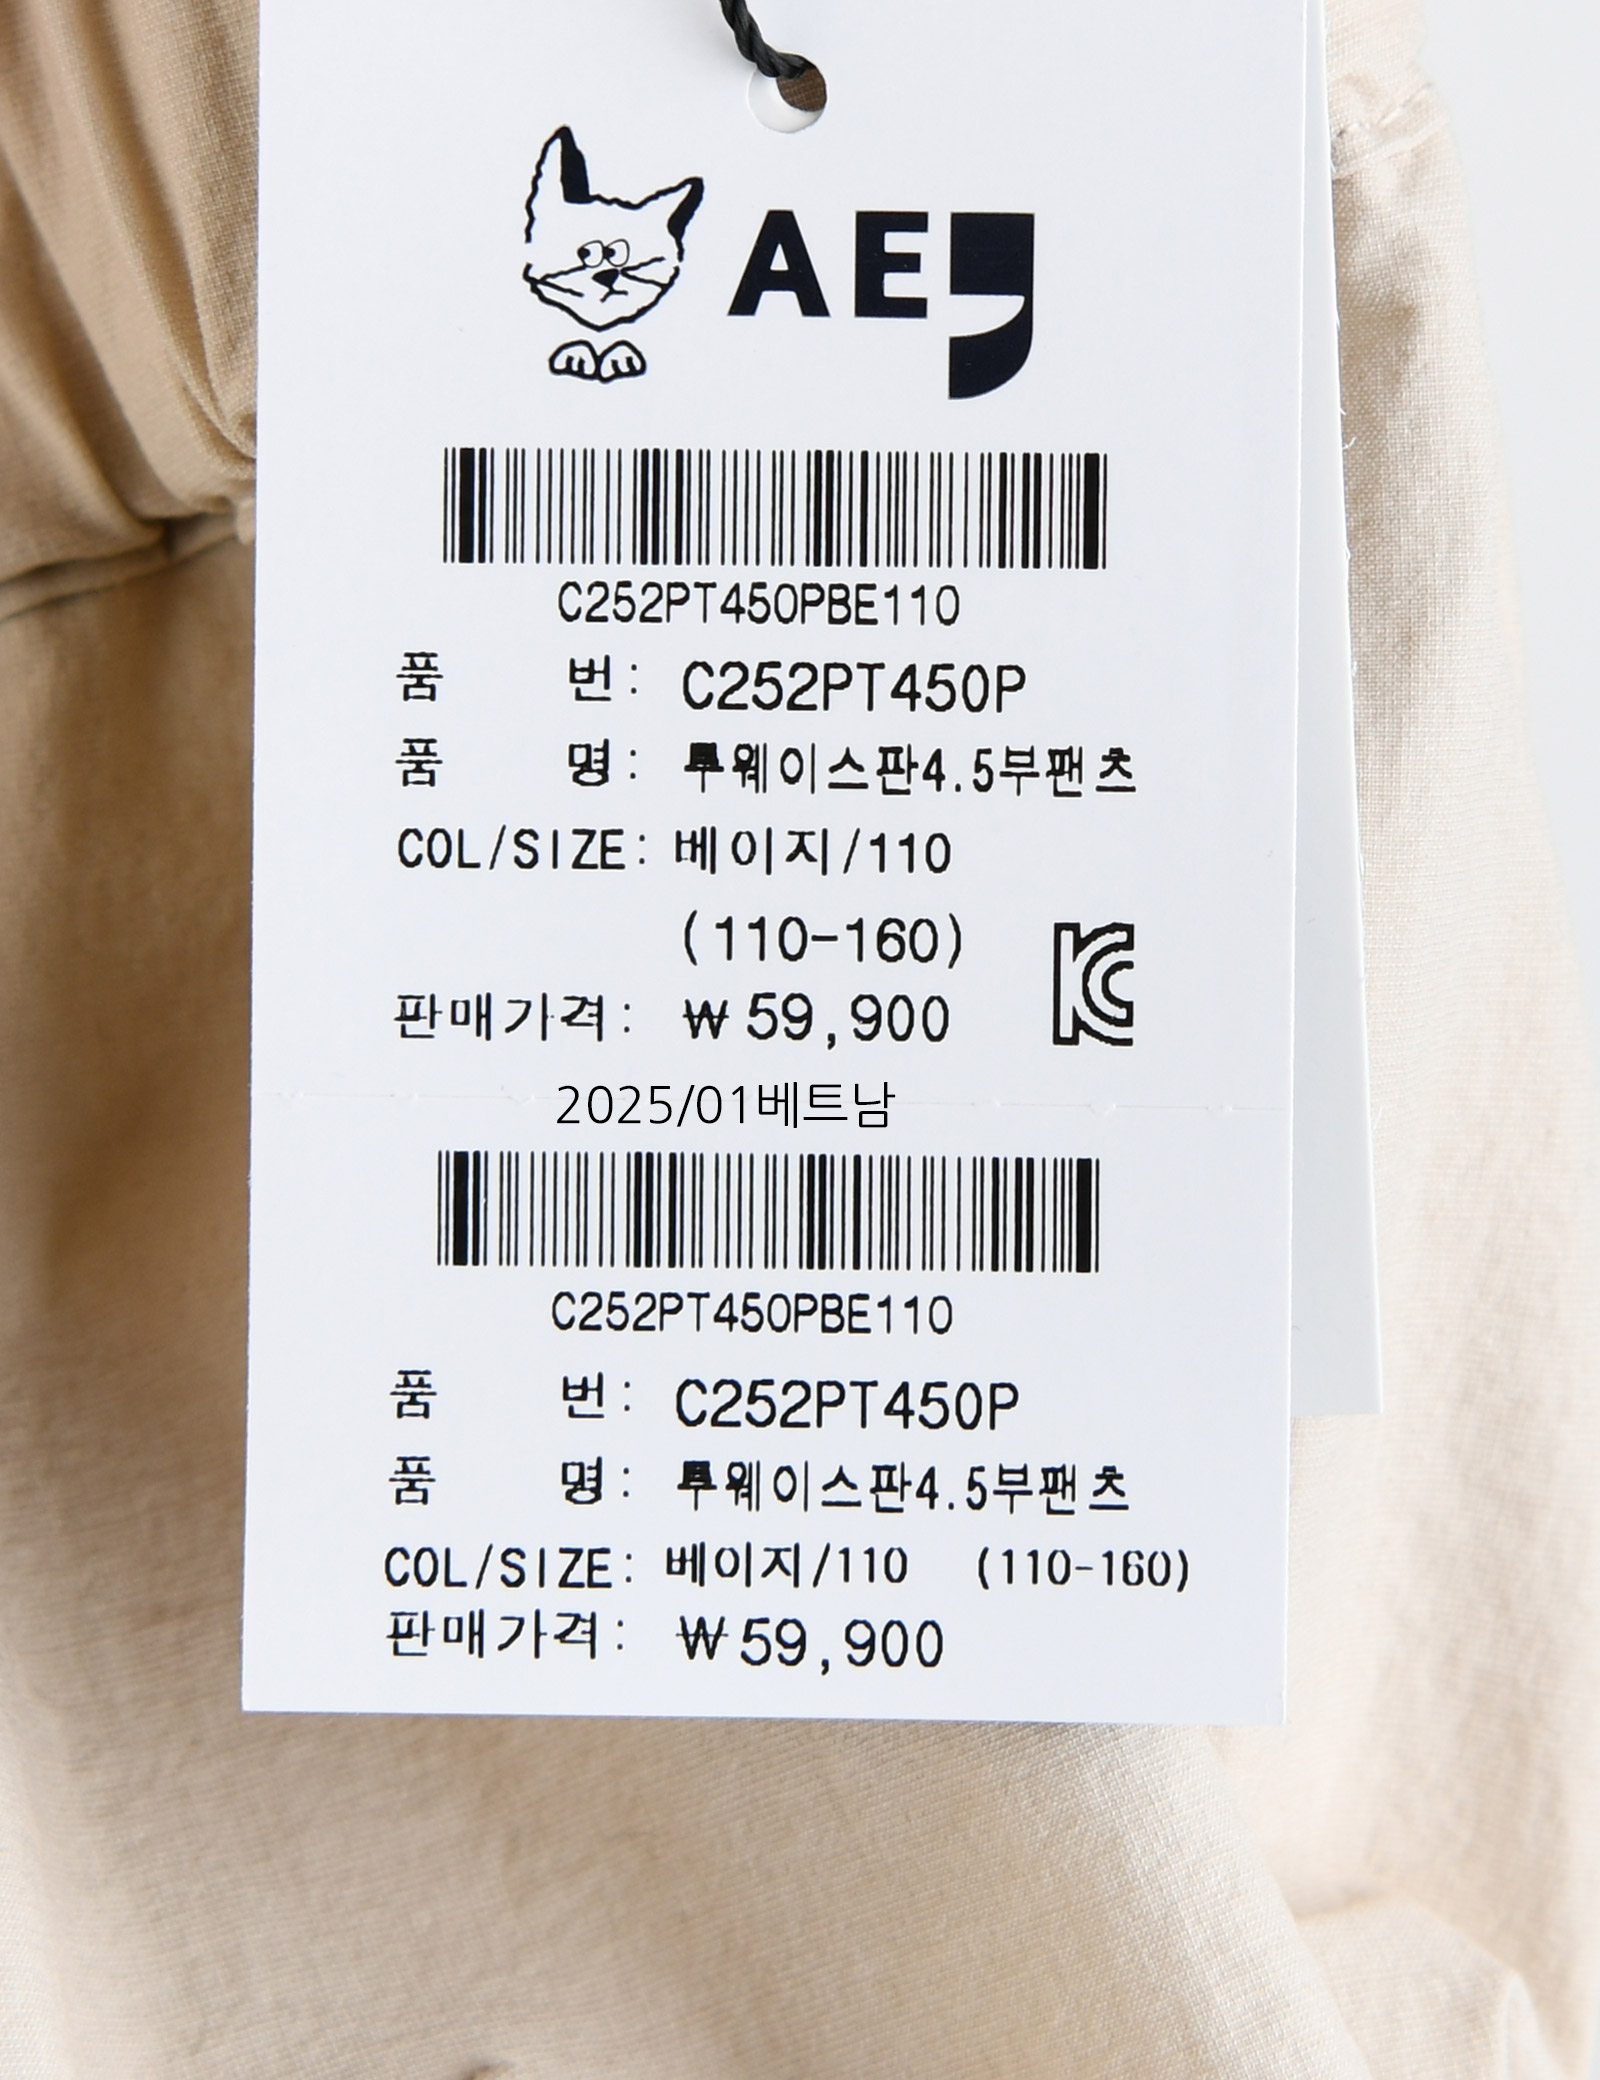 AE
C252PT450PBE110
품 번: C252PT450P
품 명: 투웨이스판4.5부팬츠
COL/SIZE: 베이지/110
(110-160)
KC
판매가격: ₩59,900
2025/01베트남
C252PT450PBE110
품 번: C252PT450P
품 명: 투웨이스판4.5부팬츠
COL/SIZE: 베이지/110 (110-160)
판매가격: ₩59,900